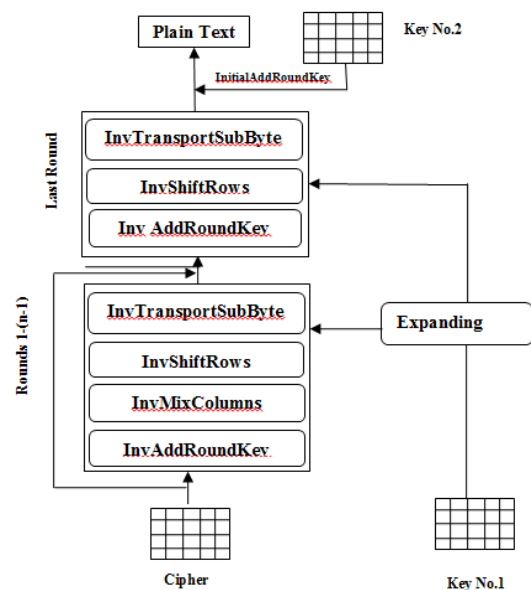 Plain Text
Key No.2
InitialAddRoundKey
Last Round
InvTransportSubByte
InvShiftRows
Inv AddRoundKey
Rounds 1-(n-1)
InvTransportSubByte
InvShiftRows
InvMixColumns
InvAddRoundKey
Expanding
Cipher
Key No.1